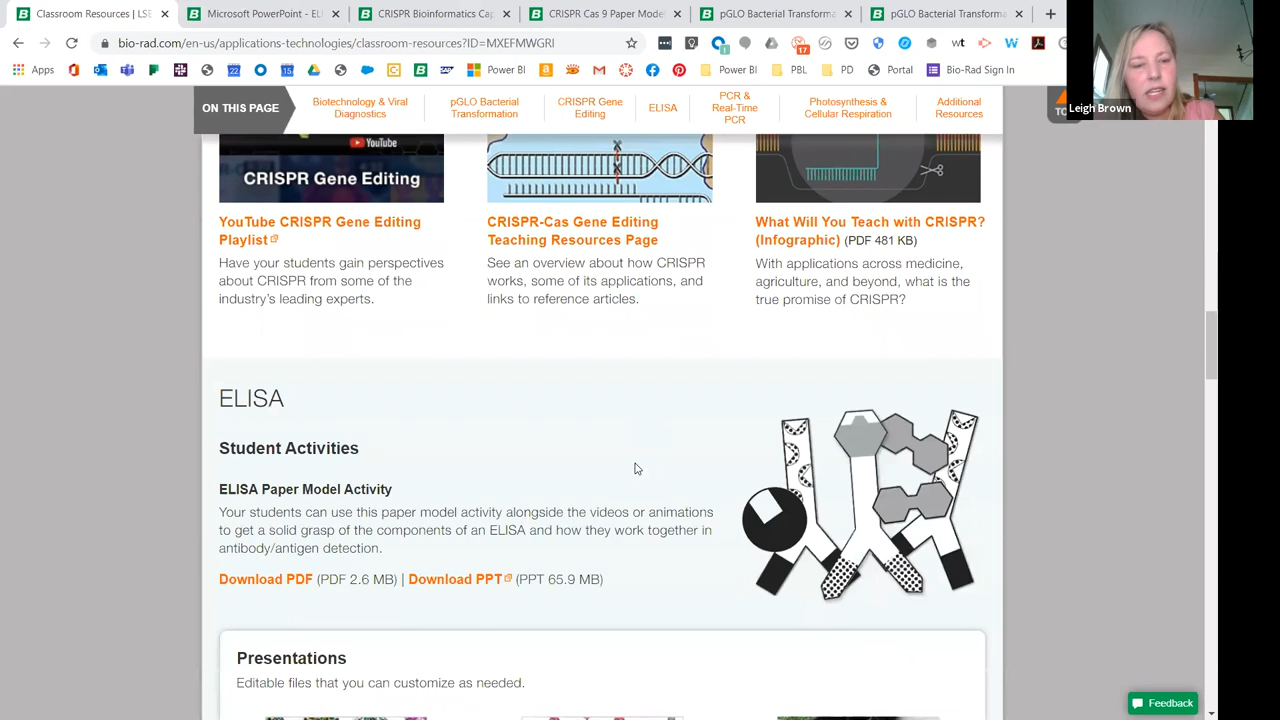 Classroom Resources | LSE
Microsoft PowerPoint - EL
CRISPR Bioinformatics Cap
CRISPR Cas 9 Paper Mode
pGLO Bacterial Transforma
pGLO Bacterial Transforma
bio-rad.com/en-us/applications-technologies/classroom-resources?ID=MXEFMWGRI
17
wt
Apps
22
15
Power BI
Power BI
PBL
PD
Portal
Bio-Rad Sign In
Leigh Brown
ON THIS PAGE
Biotechnology & Viral
Diagnostics
pGLO Bacterial
Transformation
CRISPR Gene
Editing
ELISA
PCR &
Real-Time
PCR
Photosynthesis &
Cellular Respiration
Additional
Resources
YouTube
CRISPR Gene Editing
YouTube CRISPR Gene Editing
Playlist
Have your students gain perspectives
about CRISPR from some of the
industry's leading experts.
CRISPR-Cas Gene Editing
Teaching Resources Page
See an overview about how CRISPR
works, some of its applications, and
links to reference articles.
What Will You Teach with CRISPR?
(Infographic) (PDF 481 KB)
With applications across medicine,
agriculture, and beyond, what is the
true promise of CRISPR?
ELISA
Student Activities
ELISA Paper Model Activity
Your students can use this paper model activity alongside the videos or animations
to get a solid grasp of the components of an ELISA and how they work together in
antibody/antigen detection.
Download PDF (PDF 2.6 MB) | Download PPT (PPT 65.9 MB)
Presentations
Editable files that you can customize as needed.
Feedback